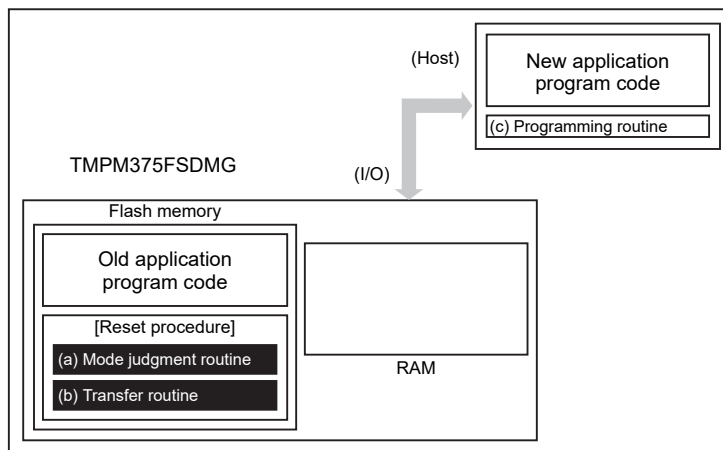 (Host)
New application
program code
(c) Programming routine
TMPM375FSDMG
(I/O)
Flash memory
Old application
program code
[Reset procedure]
(a) Mode judgment routine
(b) Transfer routine
RAM